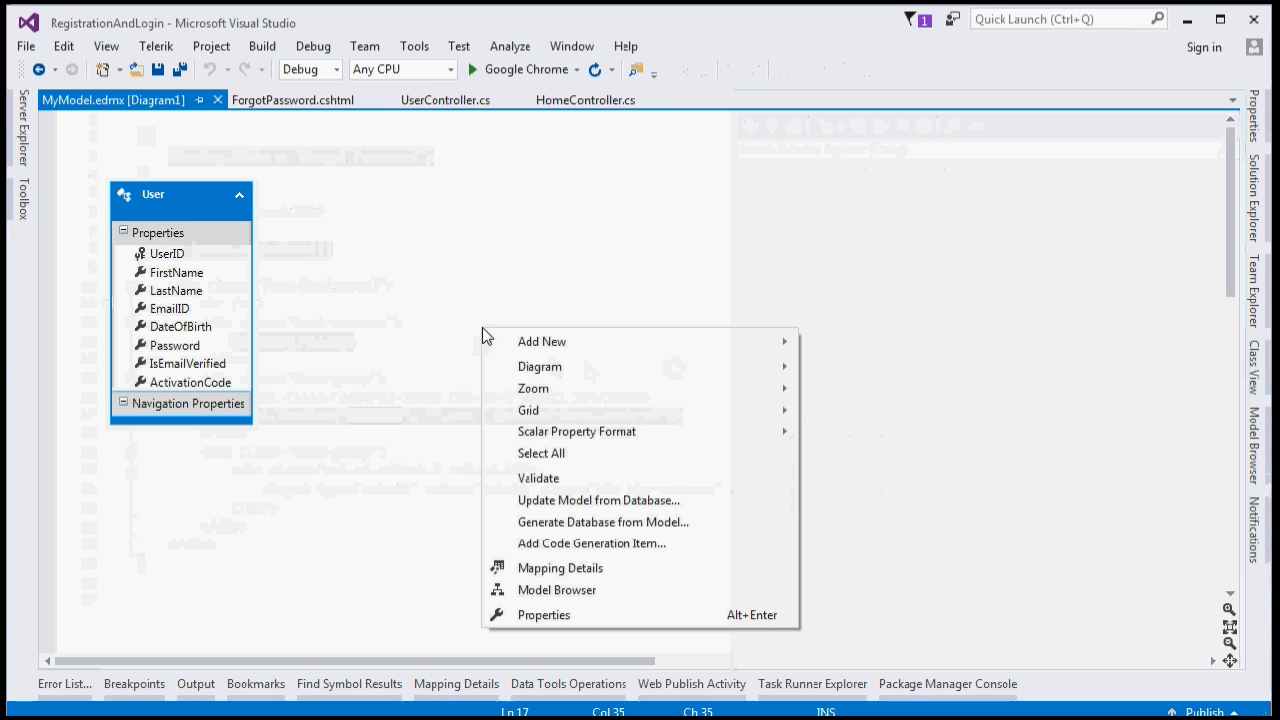 RegistrationAndLogin - Microsoft Visual Studio
1
Quick Launch (Ctrl+Q)
File Edit View Telerik Project Build Debug Team Tools Test Analyze Window Help
Sign in
Debug Any CPU Google Chrome
MyModel.edmx [Diagram1] ForgotPassword.cshtml UserController.cs HomeController.cs
Server Explorer
Toolbox
User
Properties
UserID
FirstName
LastName
EmailID
DateOfBirth
Password
IsEmailVerified
ActivationCode
Navigation Properties
Add New
Diagram
Zoom
Grid
Scalar Property Format
Select All
Validate
Update Model from Database...
Generate Database from Model...
Add Code Generation Item...
Mapping Details
Model Browser
Properties Alt+Enter
Properties
Solution Explorer
Team Explorer
Class View
Model Browser
Notifications
Error List... Breakpoints Output Bookmarks Find Symbol Results Mapping Details Data Tools Operations Web Publish Activity Task Runner Explorer Package Manager Console
Ln 17 Col 35 Ch 35 INS Publish